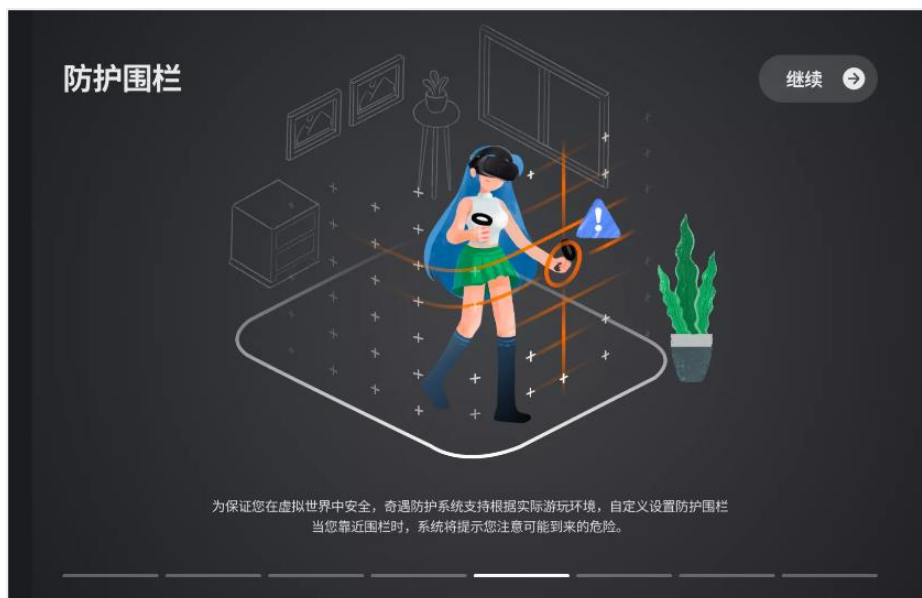 防护围栏
继续
为保证您在虚拟世界中安全，奇遇防护系统支持根据实际游玩环境，自定义设置防护围栏
当您靠近围栏时，系统将提示您注意可能到来的危险。